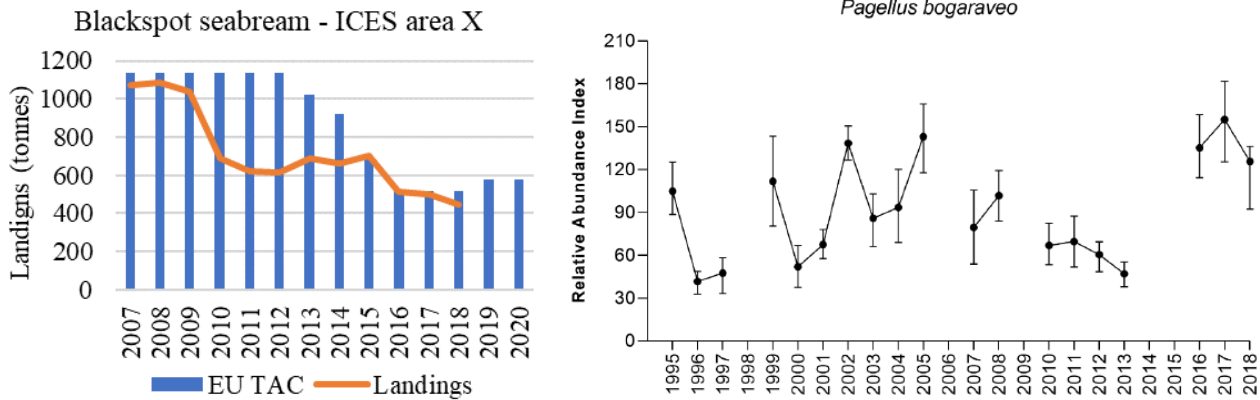 Blackspot seabream - ICES area X
Landigns (tonnes)
1200
1000
800
600
400
200
0
2007 2008 2009 2010 2011 2012 2013 2014 2015 2016 2017 2018 2019 2020
EU TAC Landings
Pagellus bogaraveo
Relative Abundance Index
210
180
150
120
90
60
30
0
1995 1996 1997 1998 1999 2000 2001 2002 2003 2004 2005 2006 2007 2008 2009 2010 2011 2012 2013 2014 2015 2016 2017 2018